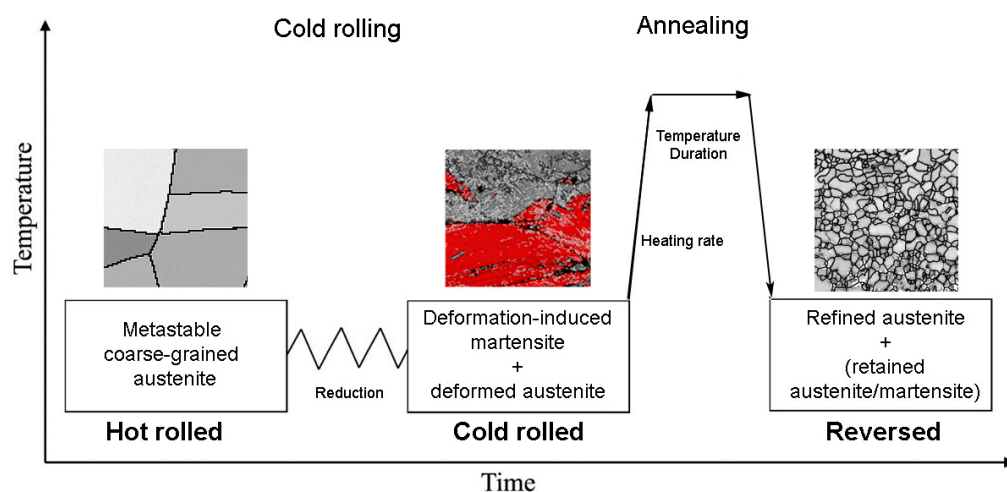 Cold rolling
Annealing
Temperature
Temperature
Duration
Heating rate
Metastable
coarse-grained
austenite
Reduction
Deformation-induced
martensite
+
deformed austenite
Refined austenite
+
(retained
austenite/martensite)
Hot rolled
Cold rolled
Reversed
Time